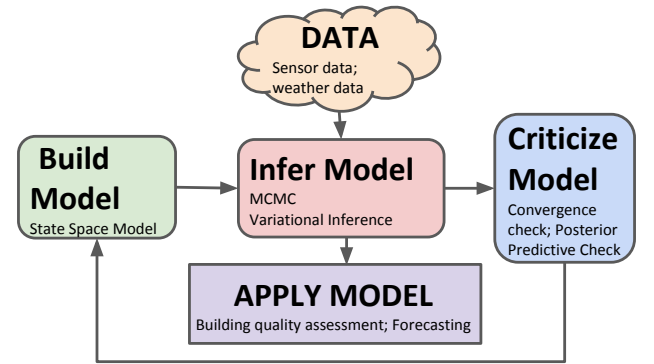 DATA
Sensor data;
weather data
Build
Model
State Space Model
Infer Model
MCMC
Variational Inference
Criticize
Model
Convergence
check; Posterior
Predictive Check
APPLY MODEL
Building quality assessment; Forecasting